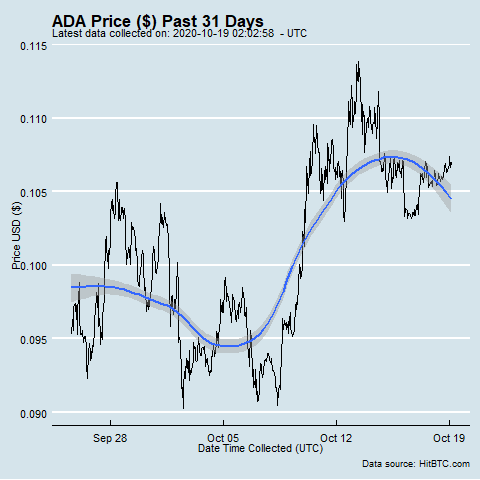 ADA Price ($) Past 31 Days
Latest data collected on: 2020-10-19 02:02:58 - UTC
0.115
0.110
0.105
0.100
0.095
0.090
Price USD ($)
Sep 28 Oct 05 Oct 12 Oct 19
Date Time Collected (UTC)
Data source: HitBTC.com